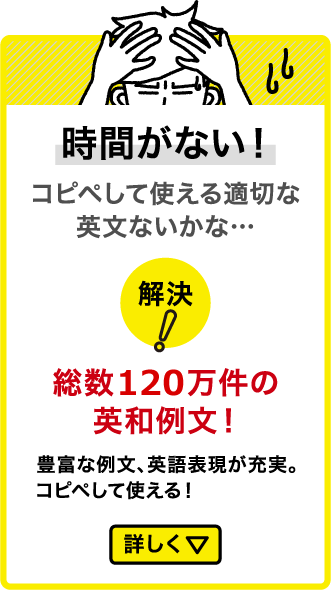 時間がない！
コピペして使える適切な
英文ないかな…
解決
！
総数120万件の
英和例文！
豊富な例文、英語表現が充実。
コピペして使える！
詳しく▽